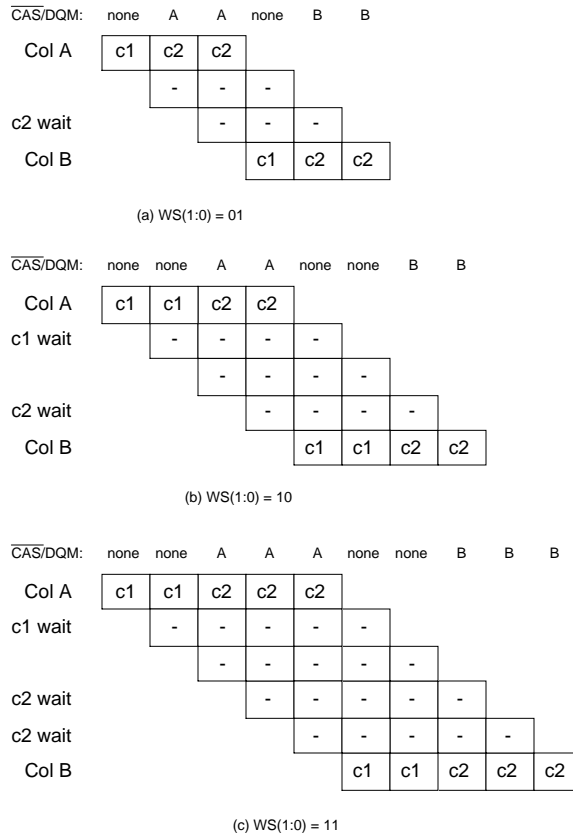 CAS/DQM: none A A none B B
Col A c1 c2 c2
- - -
c2 wait - - -
Col B c1 c2 c2
(a) WS(1:0) = 01
CAS/DQM: none none A A none none B B
Col A c1 c1 c2 c2
c1 wait - - - -
- - - -
c2 wait - - - -
Col B c1 c1 c2 c2
(b) WS(1:0) = 10
CAS/DQM: none none A A A none none B B B
Col A c1 c1 c2 c2 c2
c1 wait - - - - -
- - - - -
c2 wait - - - - -
c2 wait - - - - -
Col B c1 c1 c2 c2 c2
(c) WS(1:0) = 11